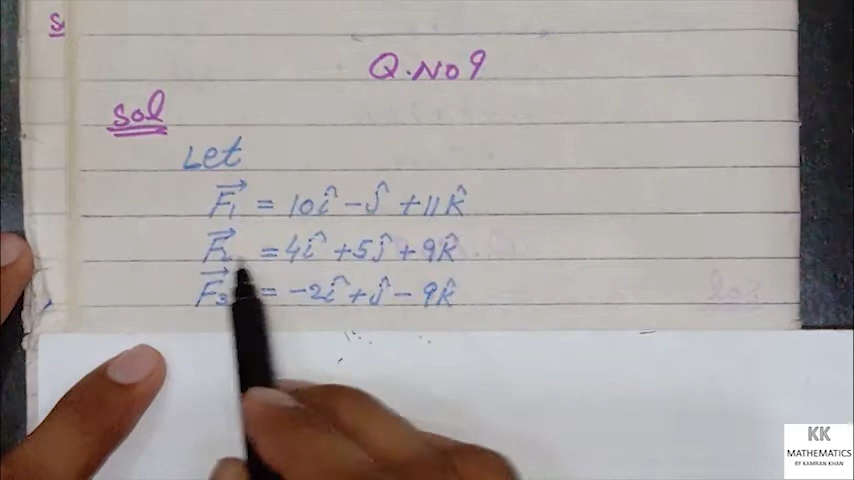 S
Q.No 9
Sol
Let
F₁⃗ = 10î - ĵ + 11k̂
F₂⃗ = 4î + 5ĵ + 9k̂
F₃⃗ = -2î + ĵ - 9k̂
KK
MATHEMATICS
BY KAMRAN KHAN